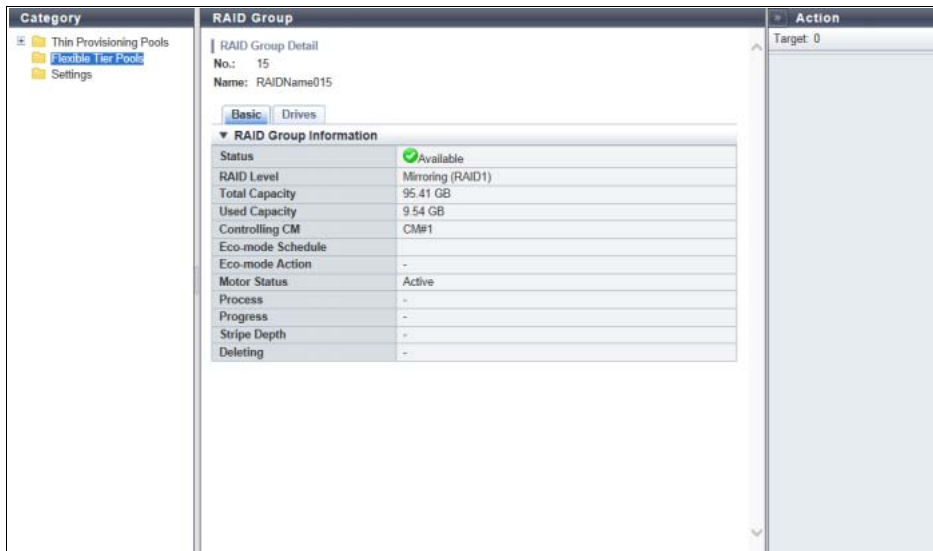 Category
Thin Provisioning Pools
Flexible Tier Pools
Settings
RAID Group
RAID Group Detail
No.: 15
Name: RAIDName015
Basic Drives
▼ RAID Group Information
Status Available
RAID Level Mirroring (RAID1)
Total Capacity 95.41 GB
Used Capacity 9.54 GB
Controlling CM CM#1
Eco-mode Schedule
Eco-mode Action -
Motor Status Active
Process -
Progress -
Stripe Depth -
Deleting -
» Action
Target: 0